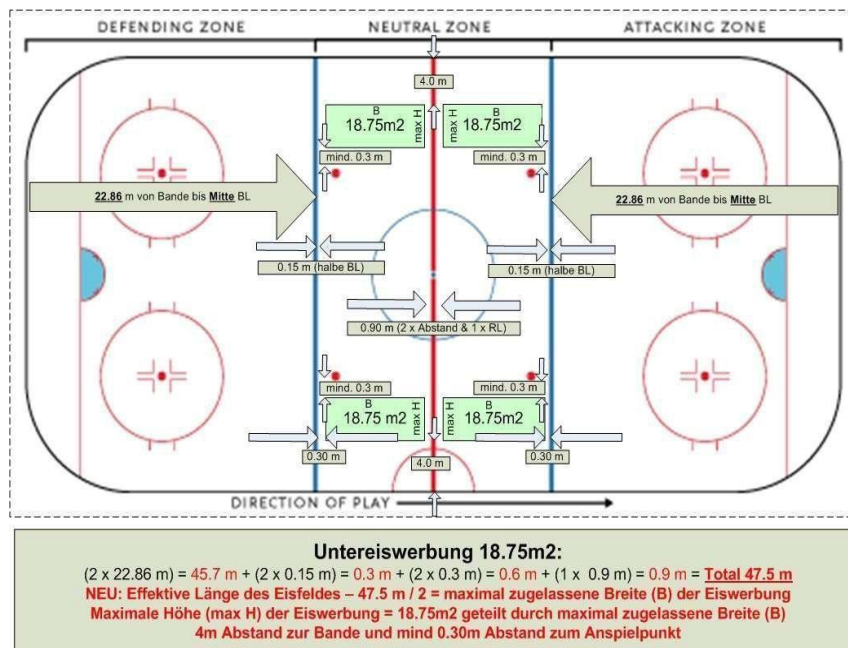 DEFENDING ZONE
NEUTRAL ZONE
ATTACKING ZONE
4.0 m
B
18.75m2
max H
max H
B
18.75m2
mind. 0.3 m
mind. 0.3 m
22.86 m von Bande bis Mitte BL
22.86 m von Bande bis Mitte BL
0.15 m (halbe BL)
0.15 m (halbe BL)
0.90 m (2 x Abstand & 1 x RL)
mind. 0.3 m
mind. 0.3 m
B
18.75 m2
max H
max H
B
18.75m2
0.30 m
4.0 m
0.30 m
DIRECTION OF PLAY
Untereiswerbung 18.75m2:
(2 x 22.86 m) = 45.7 m + (2 x 0.15 m) = 0.3 m + (2 x 0.3 m) = 0.6 m + (1 x 0.9 m) = 0.9 m = Total 47.5 m
NEU: Effektive Länge des Eisfeldes – 47.5 m / 2 = maximal zugelassene Breite (B) der Eiswerbung
Maximale Höhe (max H) der Eiswerbung = 18.75m2 geteilt durch maximal zugelassene Breite (B)
4m Abstand zur Bande und mind 0.30m Abstand zum Anspielpunkt